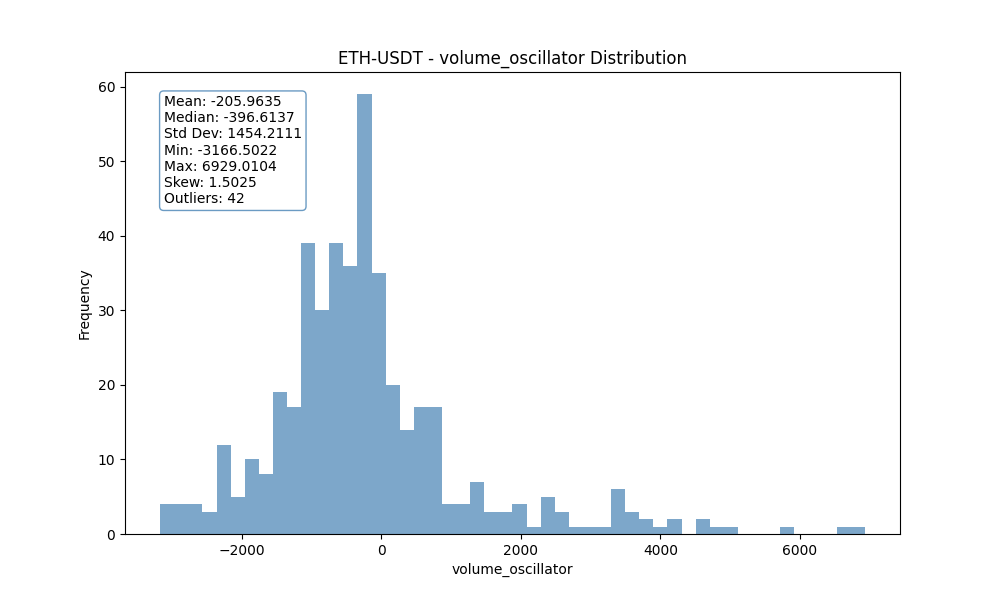 ETH-USDT - volume_oscillator Distribution
Mean: -205.9635
Median: -396.6137
Std Dev: 1454.2111
Min: -3166.5022
Max: 6929.0104
Skew: 1.5025
Outliers: 42
60
50
40
30
20
10
0
Frequency
−2000
0
2000
4000
6000
volume_oscillator